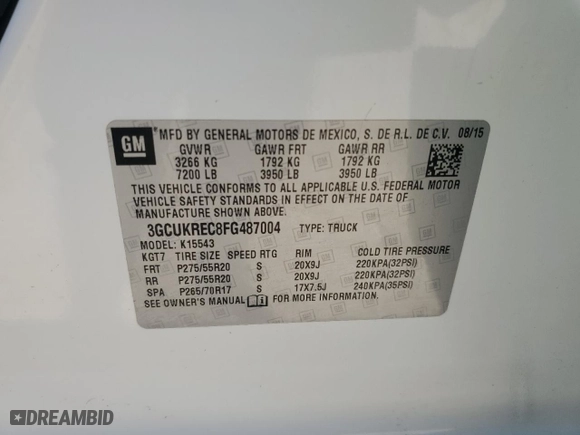 GM
*MFD BY GENERAL MOTORS DE MEXICO, S. DE R.L. DE C.V. 08/15
GVWR GAWR FRT GAWR RR
3266 KG 1792 KG 1792 KG
7200 LB 3950 LB 3950 LB
THIS VEHICLE CONFORMS TO ALL APPLICABLE U.S. FEDERAL MOTOR
VEHICLE SAFETY STANDARDS IN EFFECT ON THE DATE OF
MANUFACTURE SHOWN ABOVE.
3GCUKREC8FG487004 TYPE: TRUCK
MODEL: K15543
KGT7 TIRE SIZE SPEED RTG RIM COLD TIRE PRESSURE
FRT P275/55R20 S 20X9J 220KPA(32PSI)
RR P275/55R20 S 20X9J 220KPA(32PSI)
SPA P265/70R17 S 17X7.5J 240KPA(35PSI)
SEE OWNER'S MANUAL FOR MORE INFORMATION.
DREAMBID